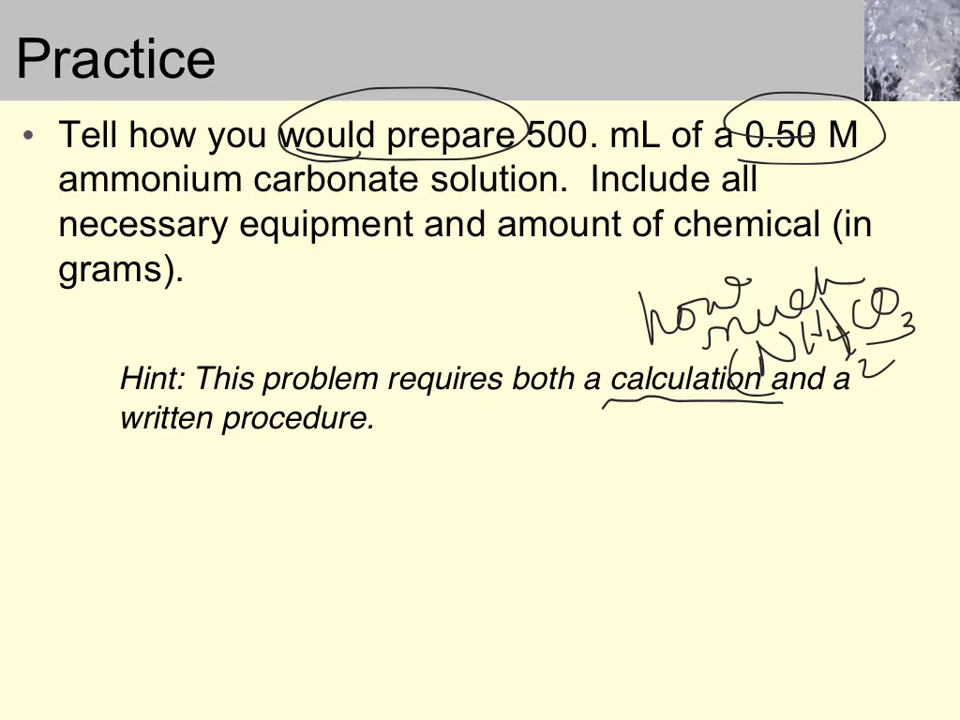 Practice
• Tell how you would prepare 500. mL of a 0.50 M
ammonium carbonate solution.  Include all
necessary equipment and amount of chemical (in
grams).
how
much
(NH4)2CO3
Hint: This problem requires both a calculation and a
written procedure.